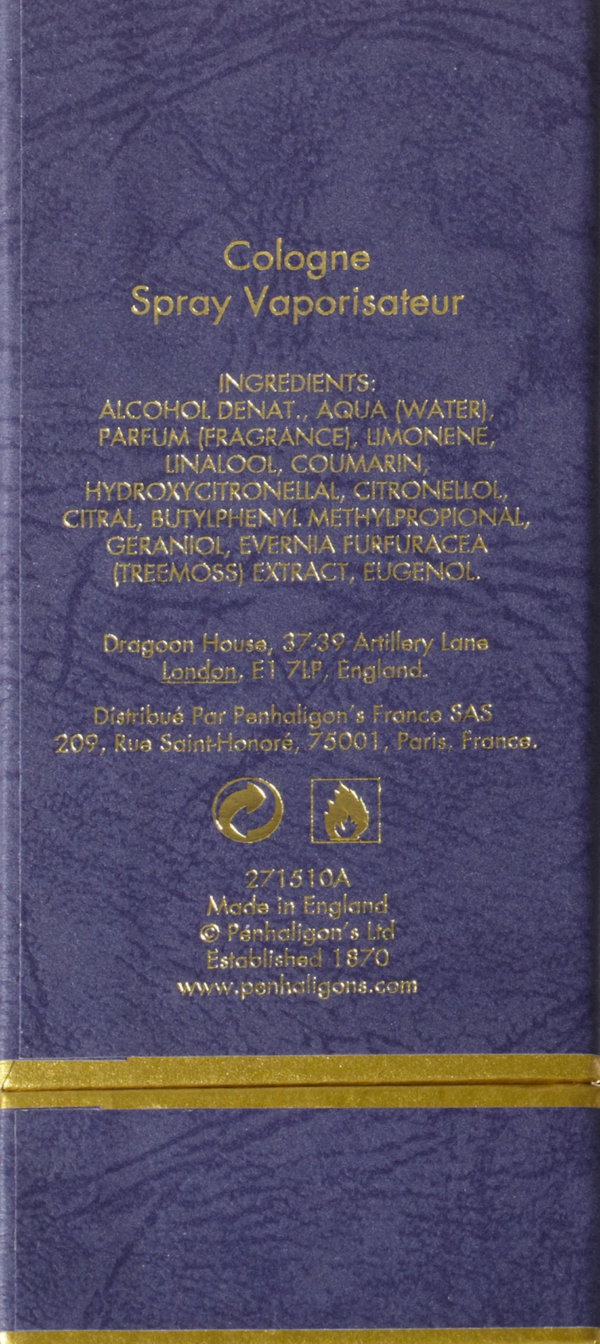 Cologne
Spray Vaporisateur
INGREDIENTS:
ALCOHOL DENAT., AQUA (WATER),
PARFUM (FRAGRANCE), LIMONENE,
LINALOOL, COUMARIN,
HYDROXYCITRONELLAL, CITRONELLOL,
CITRAL, BUTYLPHENYL METHYLPROPIONAL,
GERANIOL, EVERNIA FURFURACEA
(TREEMOSS) EXTRACT, EUGENOL.
Dragoon House, 37-39 Artillery Lane
London, E1 7LP, England.
Distribué Par Penhaligon's France SAS
209, Rue Saint-Honoré, 75001, Paris, France.
271510A
Made in England
© Penhaligon's Ltd
Established 1870
www.penhaligons.com